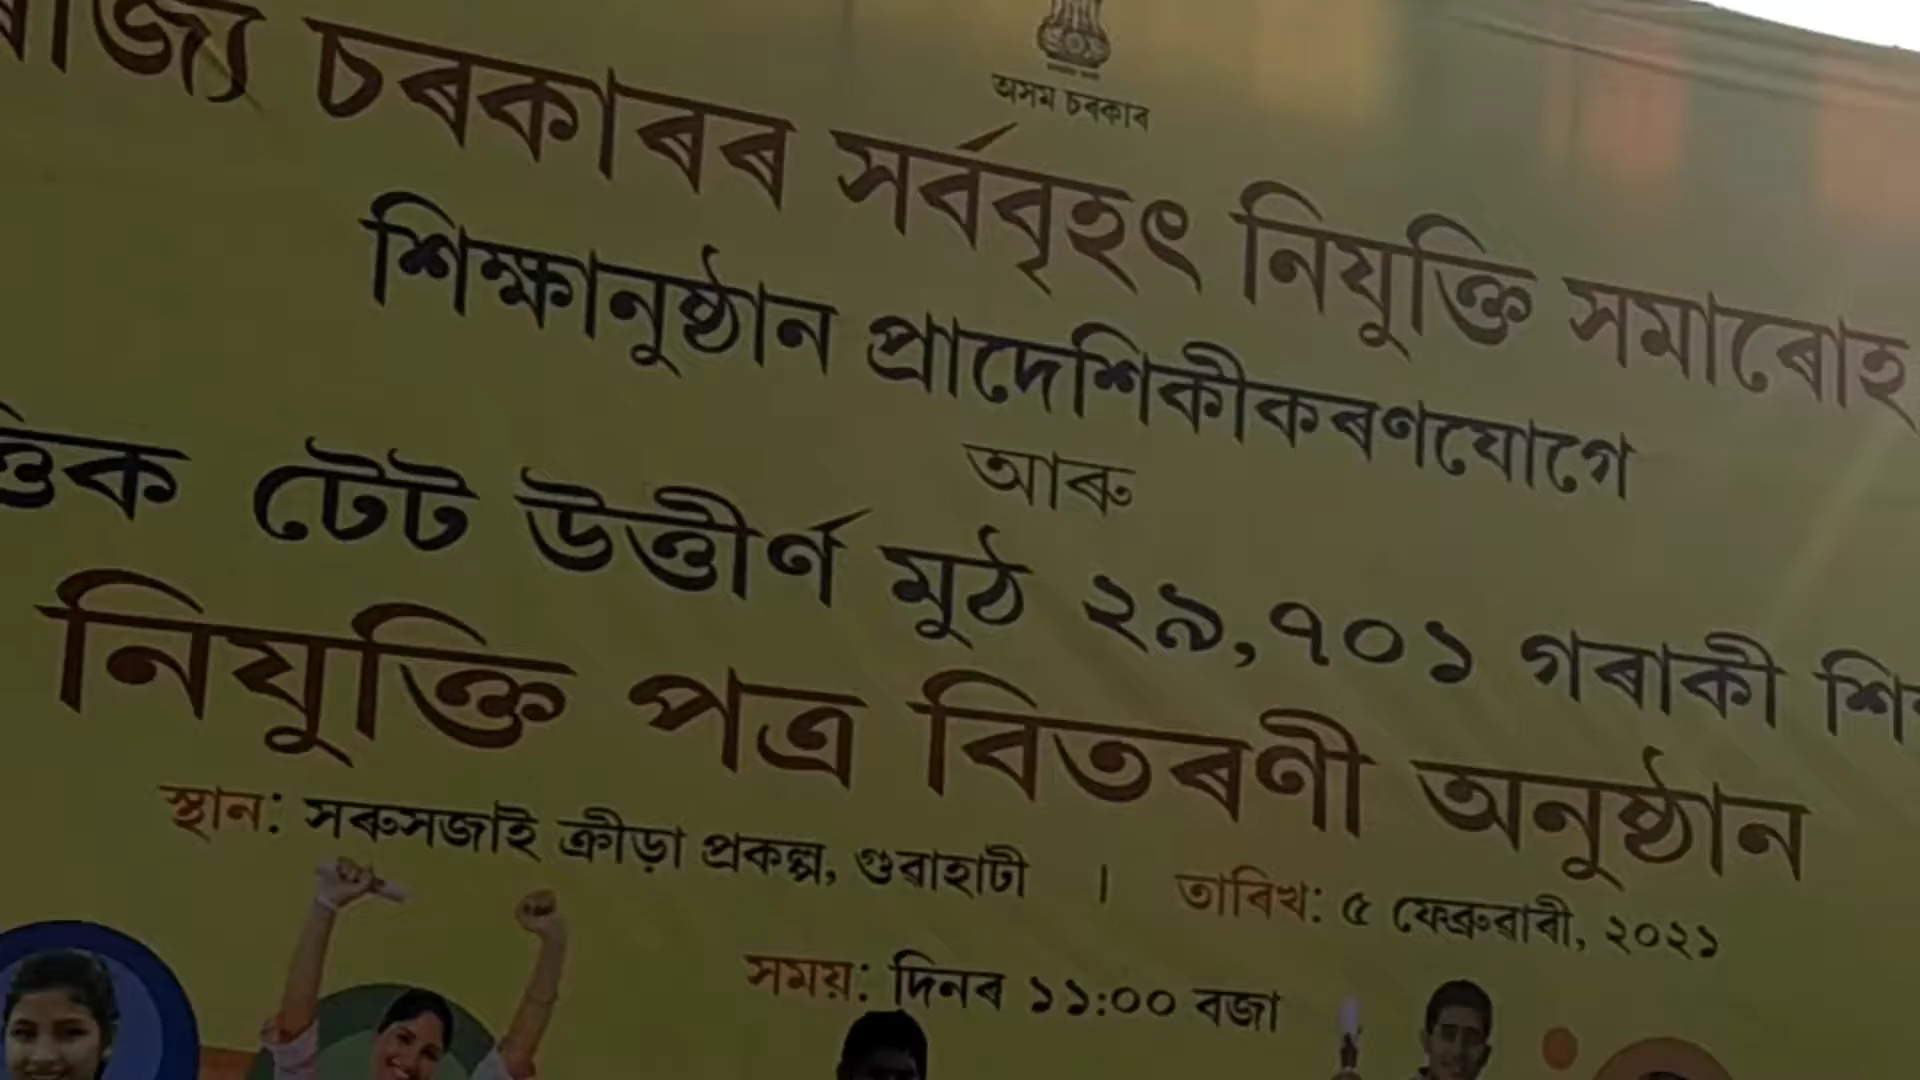 অসম চৰকাৰ
ৰাজ্য চৰকাৰৰ সৰ্ববৃহৎ নিযুক্তি সমাৰোহ
শিক্ষানুষ্ঠান প্ৰাদেশিকীকৰণযোগে
আৰু
টেট উত্তীৰ্ণ মুঠ ২৯,৭০১ গৰাকী
নিযুক্তি পত্ৰ বিতৰণী অনুষ্ঠান
স্থান: সৰুসজাই ক্ৰীড়া প্ৰকল্প, গুৱাহাটী । তাৰিখ: ৫ ফেব্ৰুৱাৰী, ২০২১
সময়: দিনৰ ১১:০০ বজা